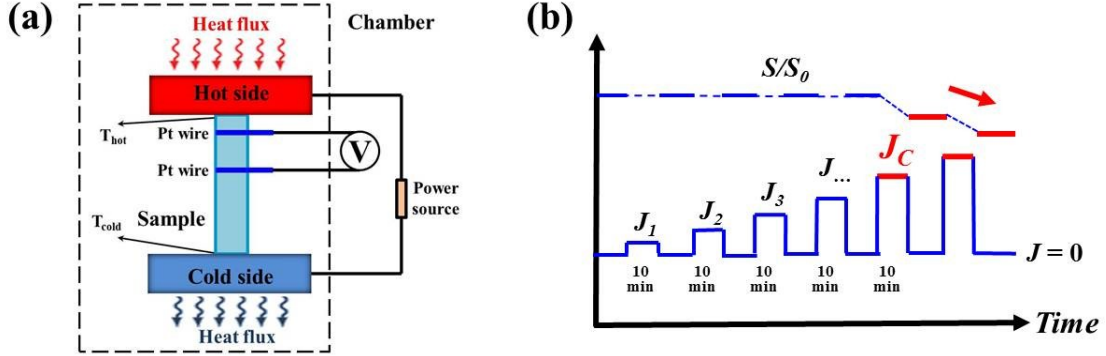 (a)
Heat flux
Chamber
Hot side
T_hot
Pt wire
V
Pt wire
Power
source
Sample
T_cold
Cold side
Heat flux
(b)
S/S_0
J_C
J_...
J_3
J_2
J_1
J = 0
10
min
10
min
10
min
10
min
10
min
Time